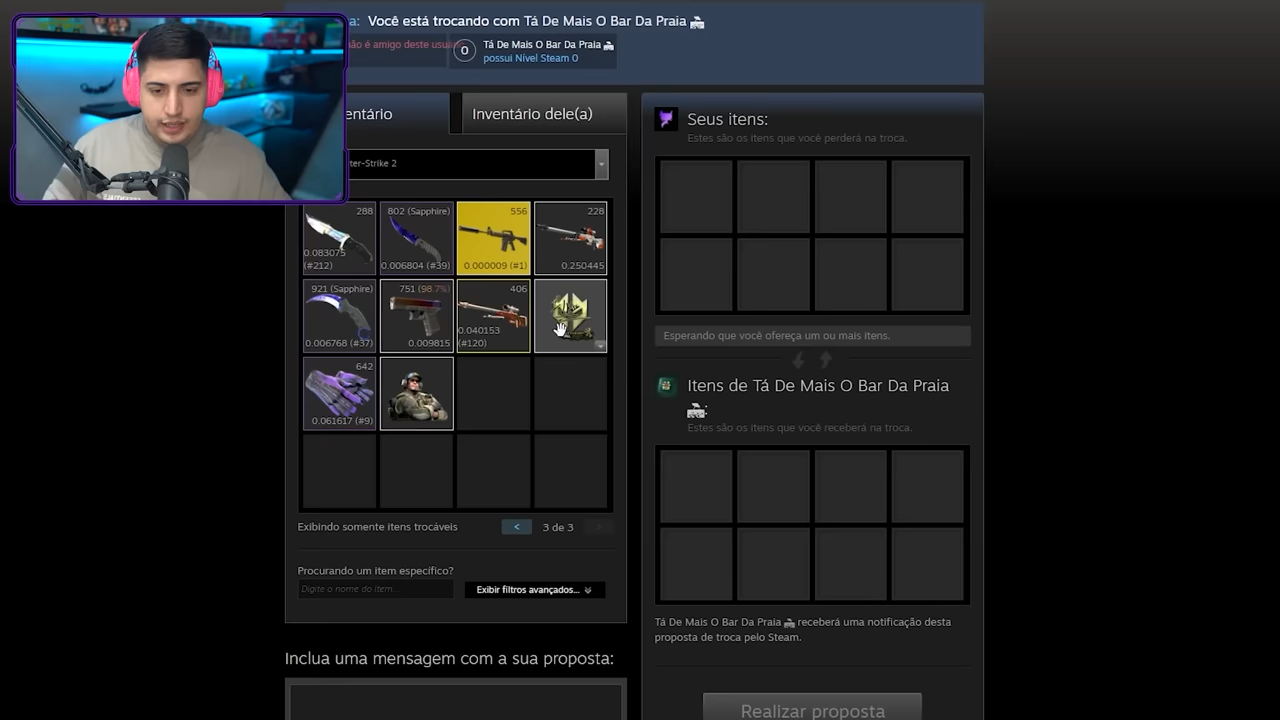 a: Você está trocando com Tá De Mais O Bar Da Praia
não é amigo deste usuá
0
Tá De Mais O Bar Da Praia
possui Nível Steam 0
entário
Inventário dele(a)
ter-Strike 2
288
0.083075
(#212)
802 (Sapphire)
0.006804 (#39)
556
0.000009 (#1)
228
0.250445
921 (Sapphire)
0.006768 (#37)
751 (98.7%)
0.009815
406
0.040153
(#120)
642
0.061617 (#9)
Exibindo somente itens trocáveis
<
3 de 3
>
Procurando um item específico?
Digite o nome do item...
Exibir filtros avançados...
Inclua uma mensagem com a sua proposta:
Seus itens:
Estes são os itens que você perderá na troca.
Esperando que você ofereça um ou mais itens.
Itens de Tá De Mais O Bar Da Praia
:
Estes são os itens que você receberá na troca.
Tá De Mais O Bar Da Praia receberá uma notificação desta
proposta de troca pelo Steam.
Realizar proposta